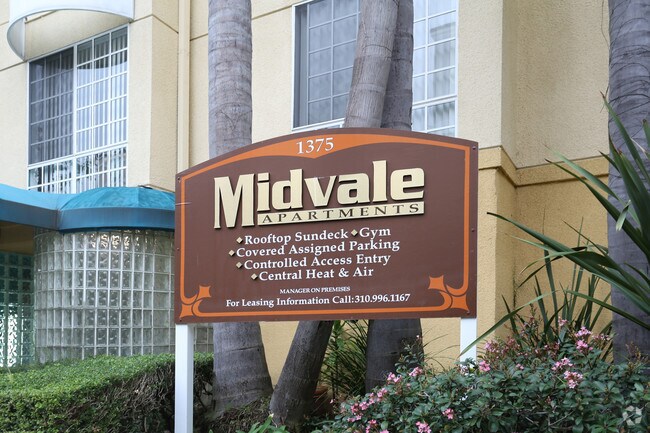 1375
Midvale
APARTMENTS
Rooftop Sundeck Gym
Covered Assigned Parking
Controlled Access Entry
Central Heat & Air
MANAGER ON PREMISES
For Leasing Information Call:310.996.1167